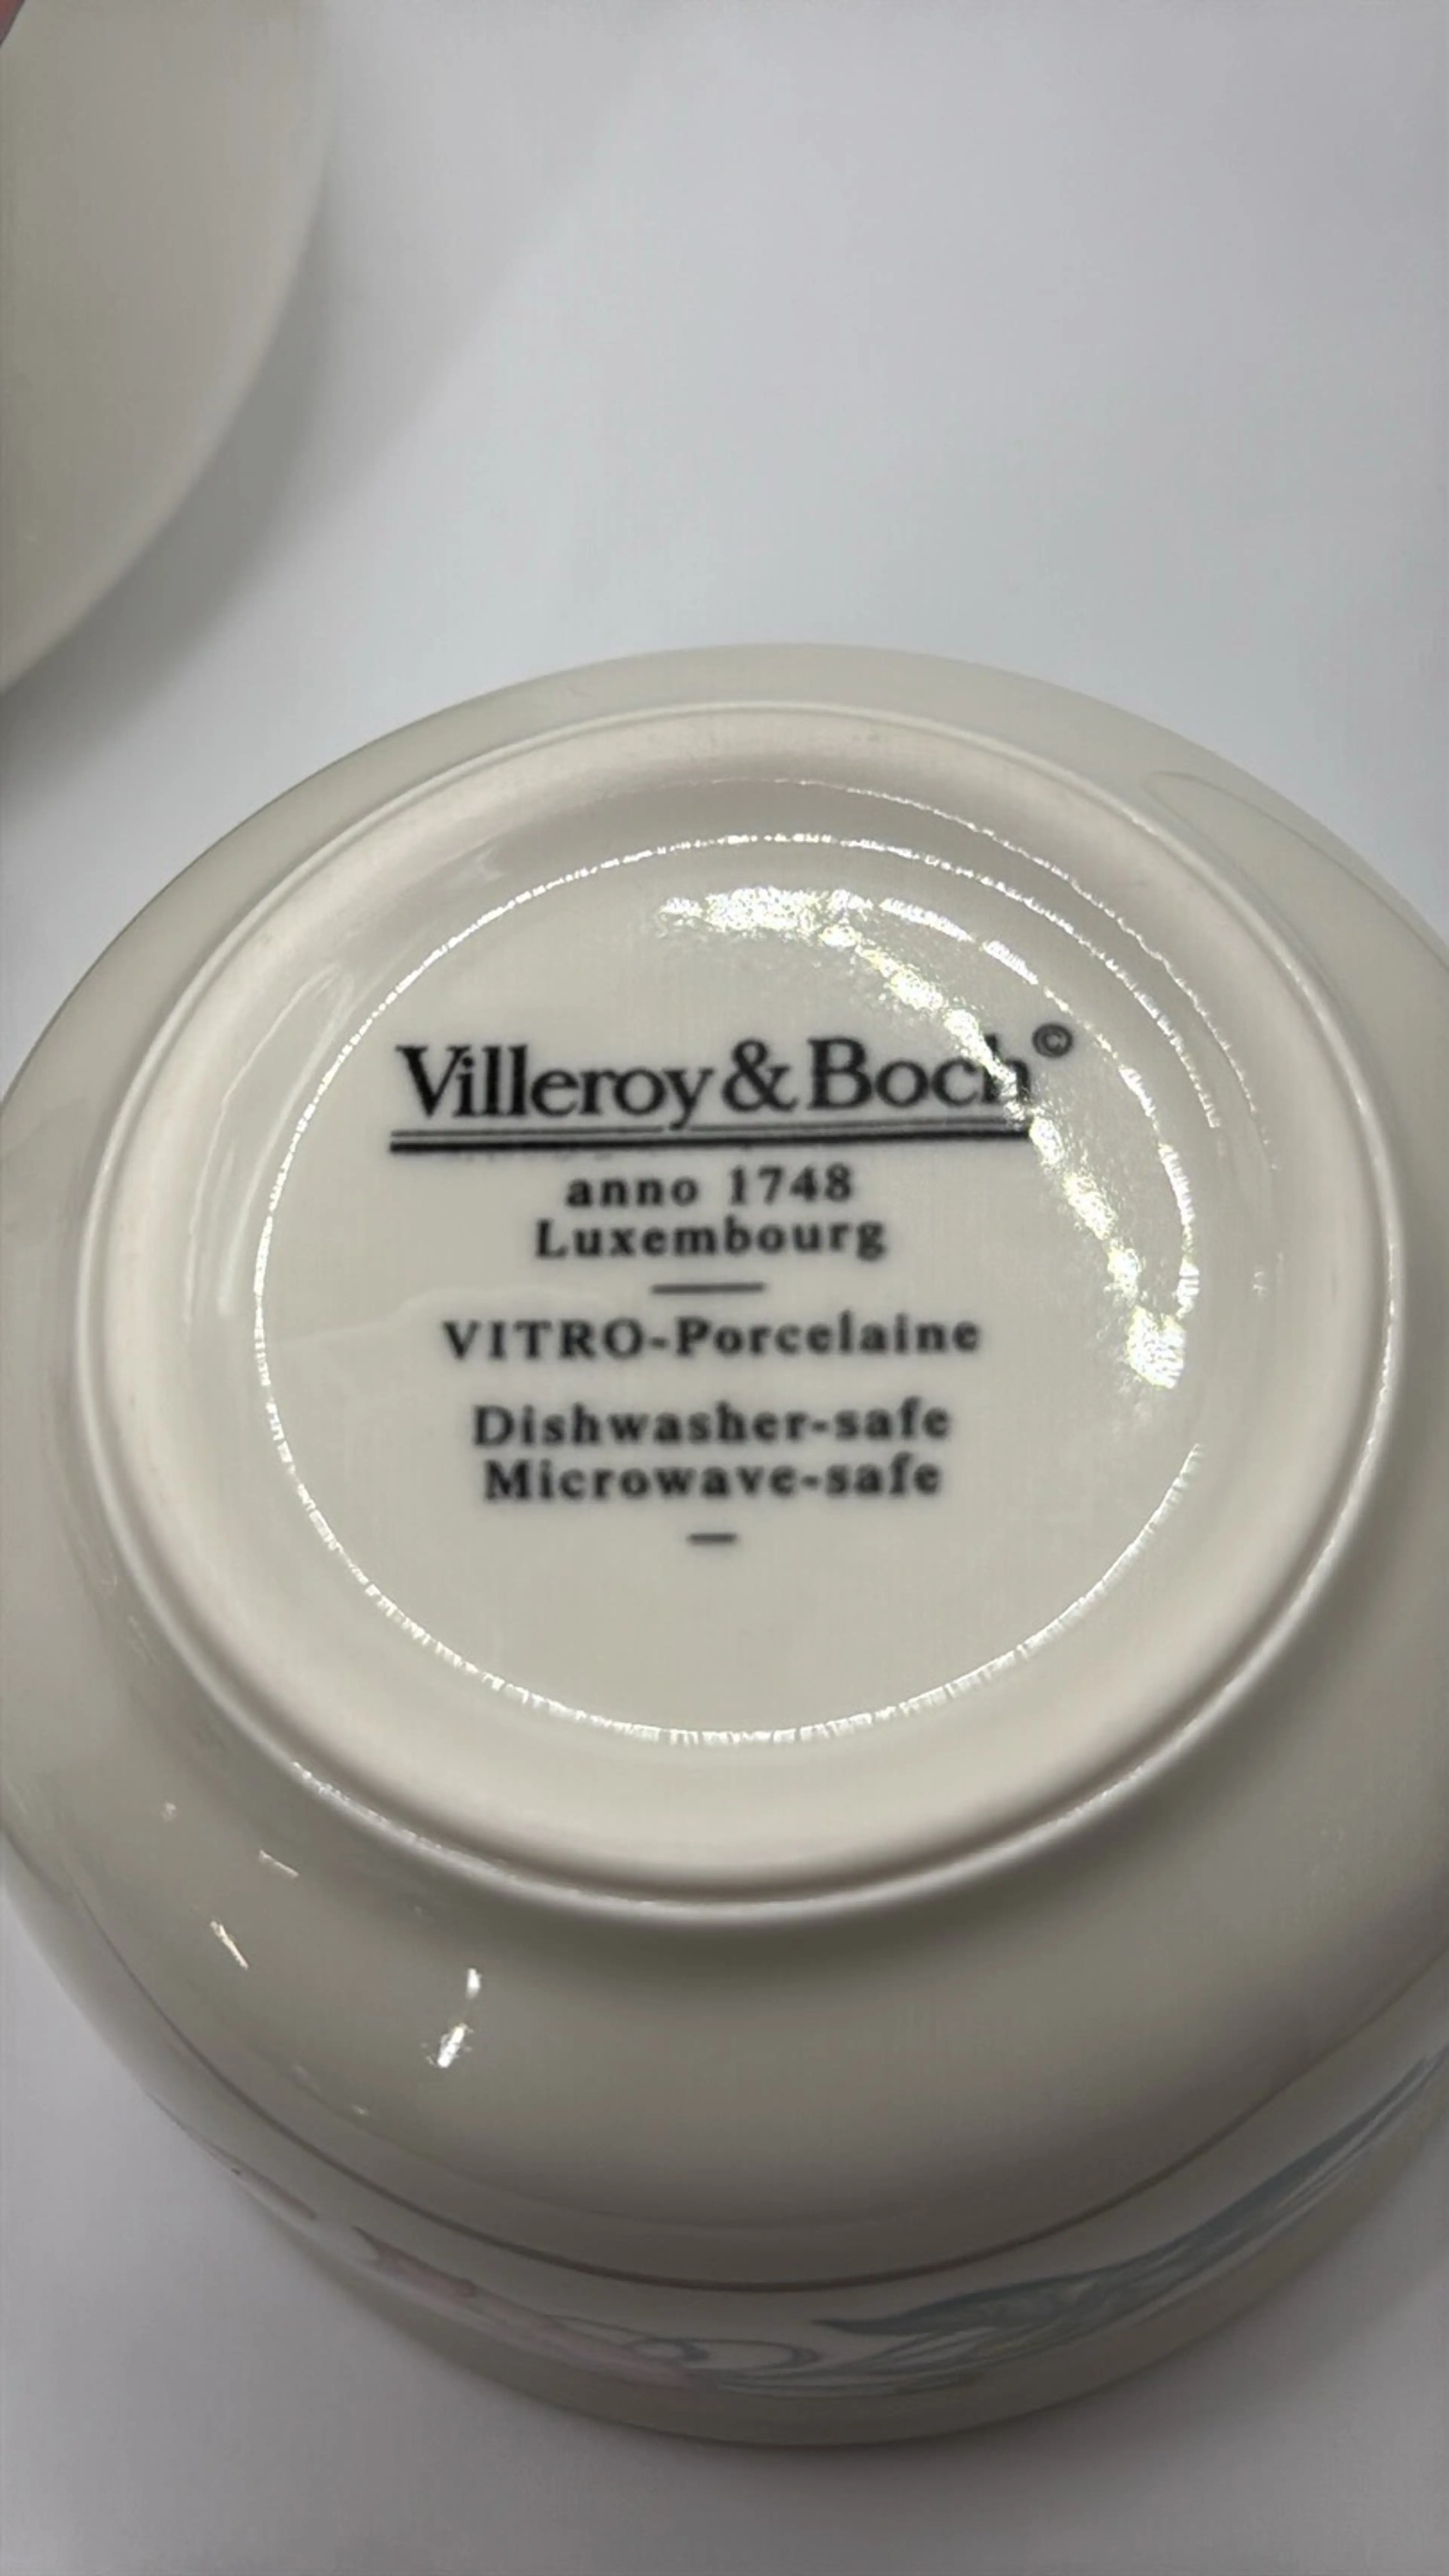 Villeroy & Boch©
anno 1748
Luxembourg
VITRO-Porcelaine
Dishwasher-safe
Microwave-safe